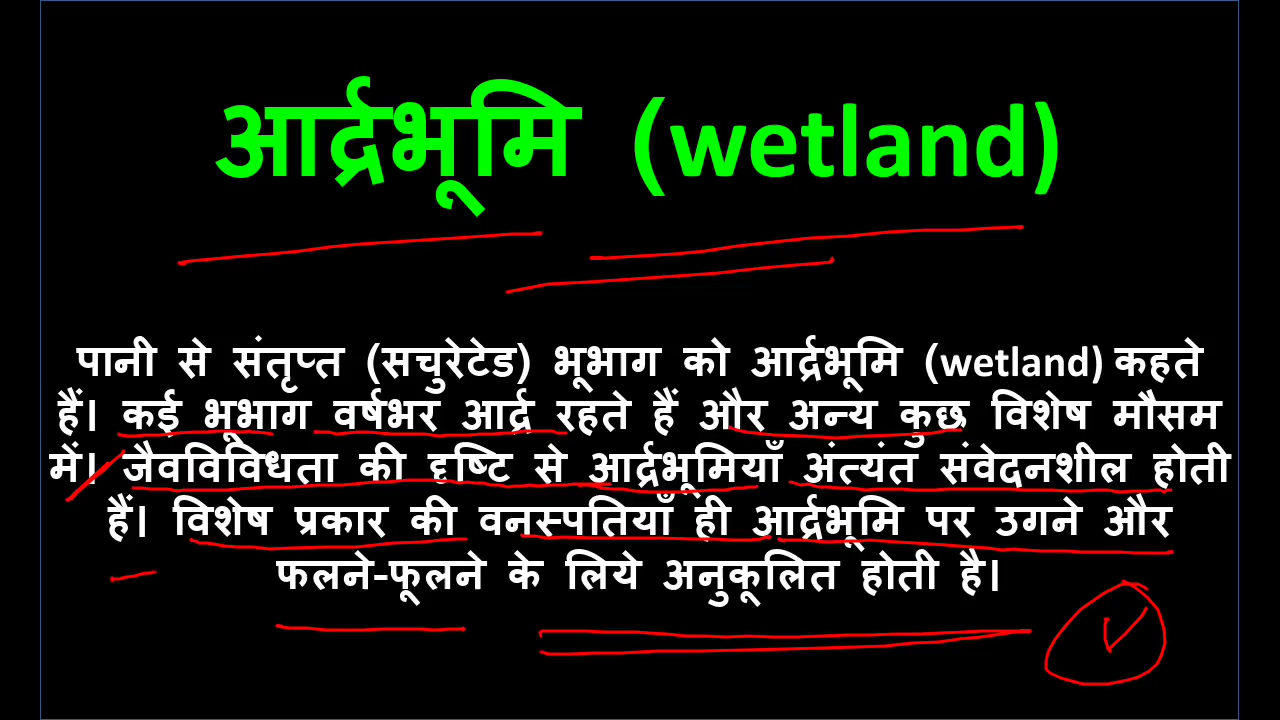 आर्द्रभूमि (wetland)
पानी से संतृप्त (सचुरेटेड) भूभाग को आर्द्रभूमि (wetland) कहते
हैं। कई भूभाग वर्षभर आर्द्र रहते हैं और अन्य कुछ विशेष मौसम
में। जैवविविधता की दृष्टि से आर्द्रभूमियाँ अंत्यंत संवेदनशील होती
हैं। विशेष प्रकार की वनस्पतियाँ ही आर्द्रभूमि पर उगने और
फलने-फूलने के लिये अनुकूलित होती है।